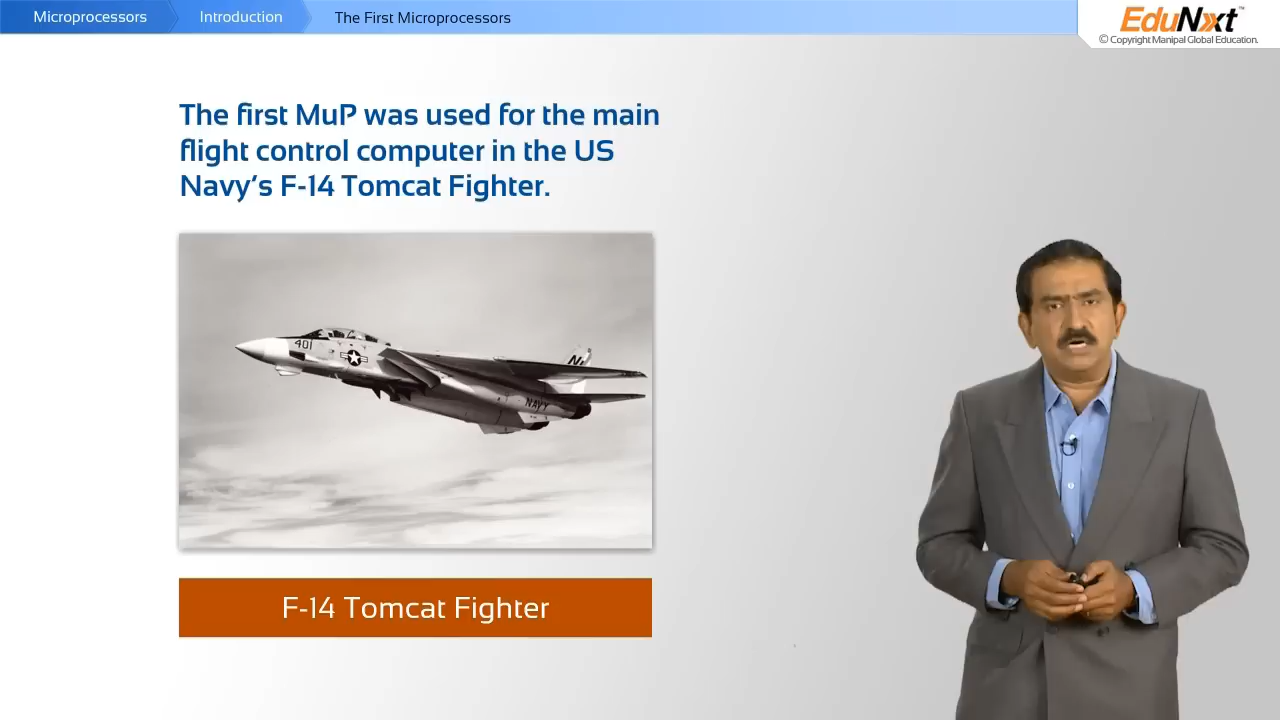 Microprocessors
Introduction
The First Microprocessors
EduNxt™
© Copyright Manipal Global Education.
The first MuP was used for the main
flight control computer in the US
Navy's F-14 Tomcat Fighter.
401
N
NAVY
F-14 Tomcat Fighter